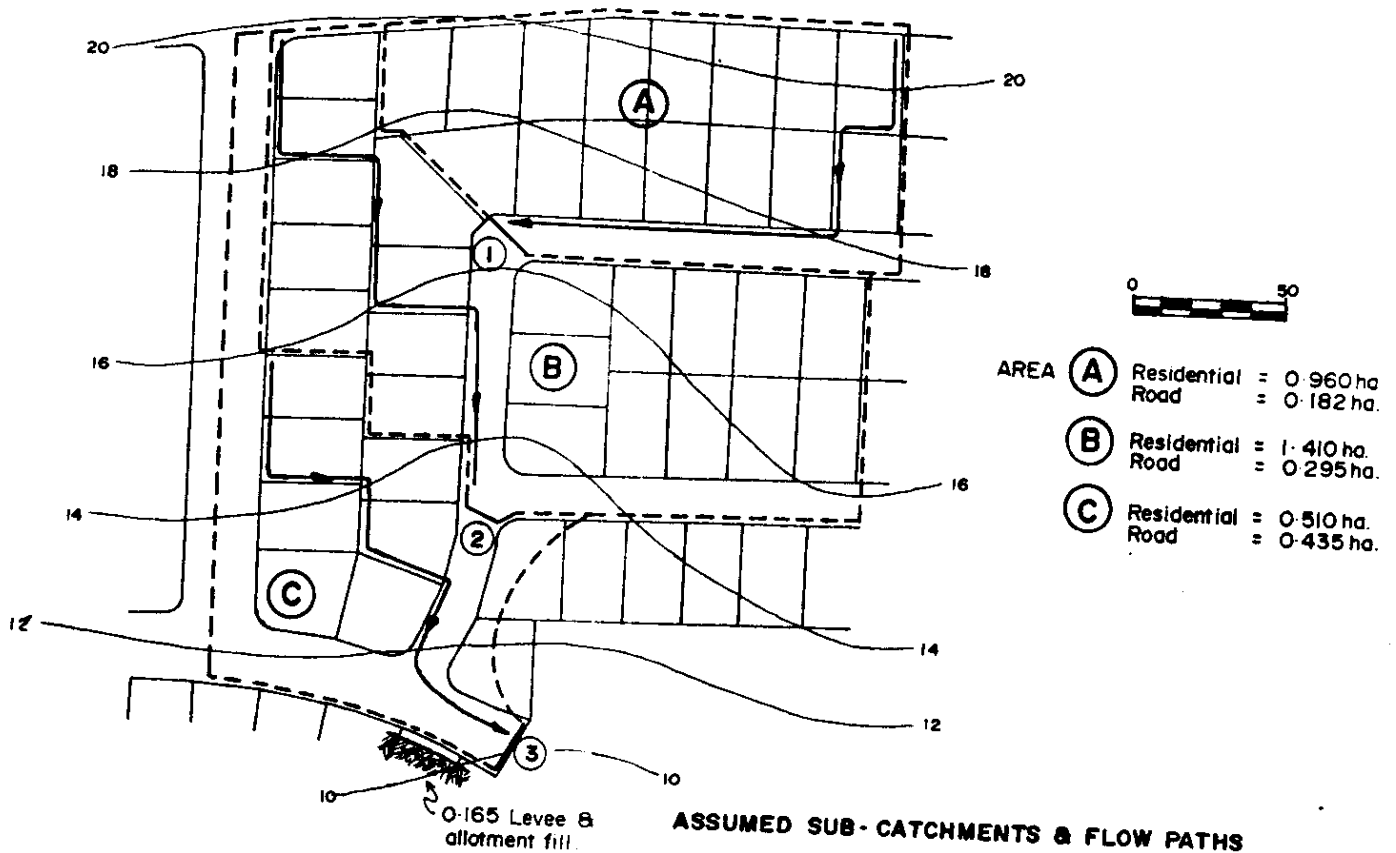 20
A
20
18
1
18
0 50
16
B
AREA A Residential = 0·960 ha
Road = 0·182 ha.
B Residential = 1·410 ha.
Road = 0·295 ha.
C Residential = 0·510 ha.
Road = 0·435 ha.
16
14
2
C
12
14
12
3
10
10
0·165 Levee &
allotment fill.
ASSUMED SUB-CATCHMENTS & FLOW PATHS